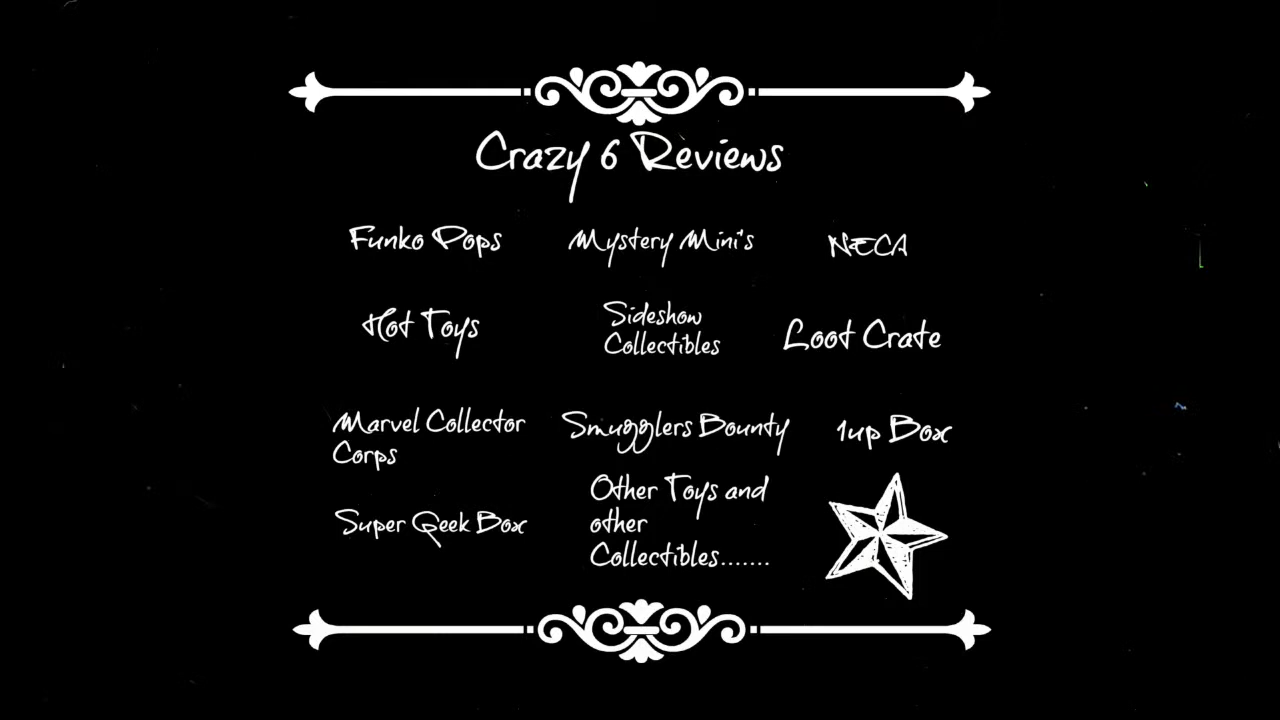 Crazy 6 Reviews
Funko Pops
Mystery Mini's
NECA
Hot Toys
Sideshow
Collectibles
Loot Crate
Marvel Collector
Corps
Smugglers Bounty
1up Box
Super Geek Box
Other Toys and
other
Collectibles.......